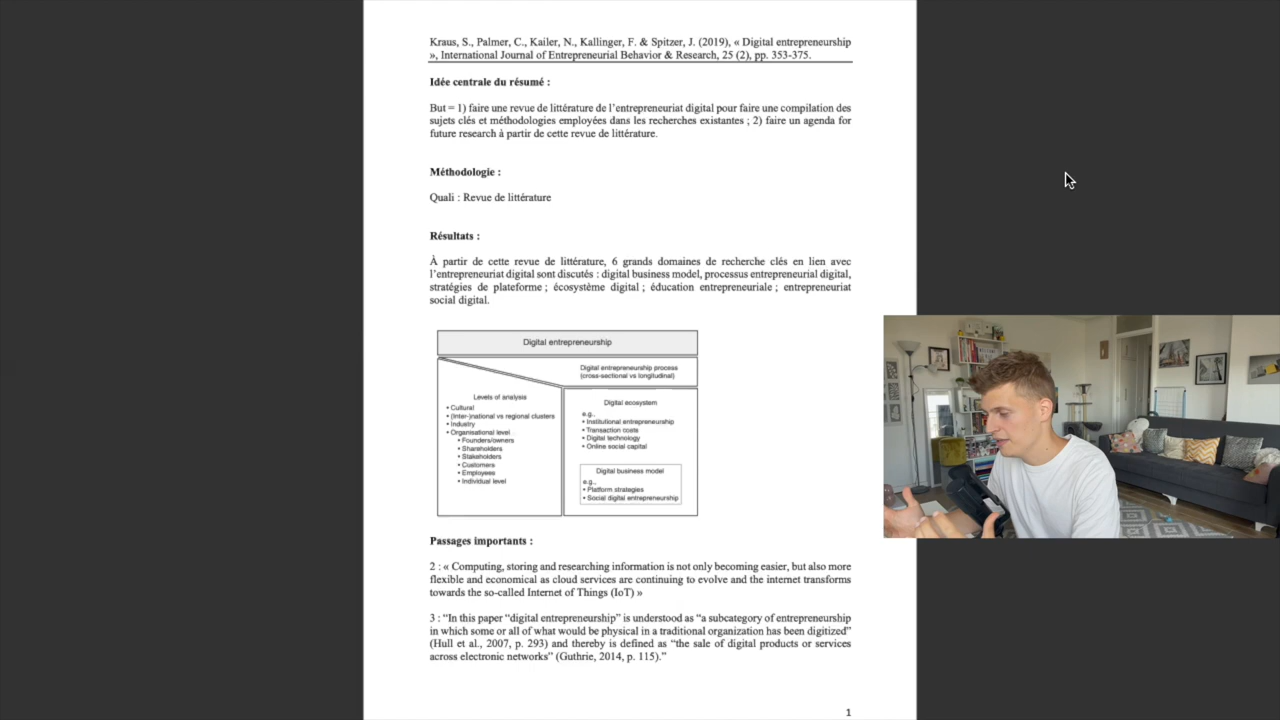 Kraus, S., Palmer, C., Kailer, N., Kallinger, F. & Spitzer, J. (2019), « Digital entrepreneurship
», International Journal of Entrepreneurial Behavior & Research, 25 (2), pp. 353-375.
Idée centrale du résumé :
But = 1) faire une revue de littérature de l'entrepreneuriat digital pour faire une compilation des
sujets clés et méthodologies employées dans les recherches existantes ; 2) faire un agenda for
future research à partir de cette revue de littérature.
Méthodologie :
Quali : Revue de littérature
Résultats :
À partir de cette revue de littérature, 6 grands domaines de recherche clés en lien avec
l'entrepreneuriat digital sont discutés : digital business model, processus entrepreneurial digital,
stratégies de plateforme ; écosystème digital ; éducation entrepreneuriale ; entrepreneuriat
social digital.
Digital entrepreneurship
Digital entrepreneurship process
(cross-sectional vs longitudinal)
Levels of analysis
• Cultural
• (Inter-)national vs regional clusters
• Industry
• Organisational level
• Founders/owners
• Shareholders
• Stakeholders
• Customers
• Employees
• Individual level
Digital ecosystem
e.g.,
• Institutional entrepreneurship
• Transaction costs
• Digital technology
• Online social capital
Digital business model
e.g.,
• Platform strategies
• Social digital entrepreneurship
Passages importants :
2 : « Computing, storing and researching information is not only becoming easier, but also more
flexible and economical as cloud services are continuing to evolve and the internet transforms
towards the so-called Internet of Things (IoT) »
3 : “In this paper “digital entrepreneurship” is understood as “a subcategory of entrepreneurship
in which some or all of what would be physical in a traditional organization has been digitized”
(Hull et al., 2007, p. 293) and thereby is defined as “the sale of digital products or services
across electronic networks” (Guthrie, 2014, p. 115).”
1